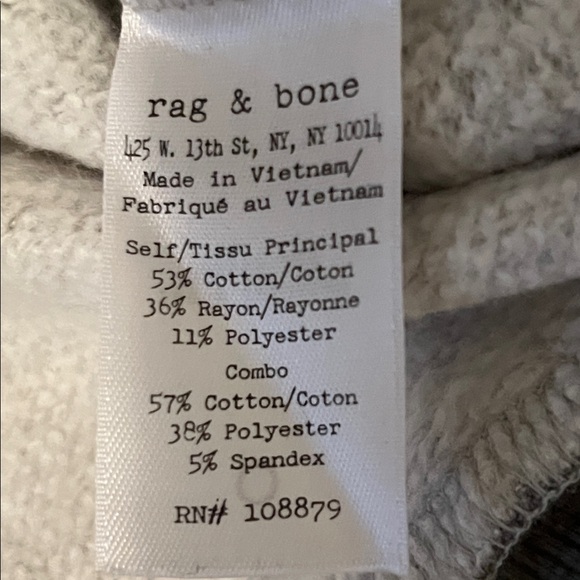 rag & bone
425 W. 13th St, NY, NY 10014
Made in Vietnam/
Fabriqué au Vietnam
Self/Tissu Principal
53% Cotton/Coton
36% Rayon/Rayonne
11% Polyester
Combo
57% Cotton/Coton
38% Polyester
5% Spandex
RN# 108879